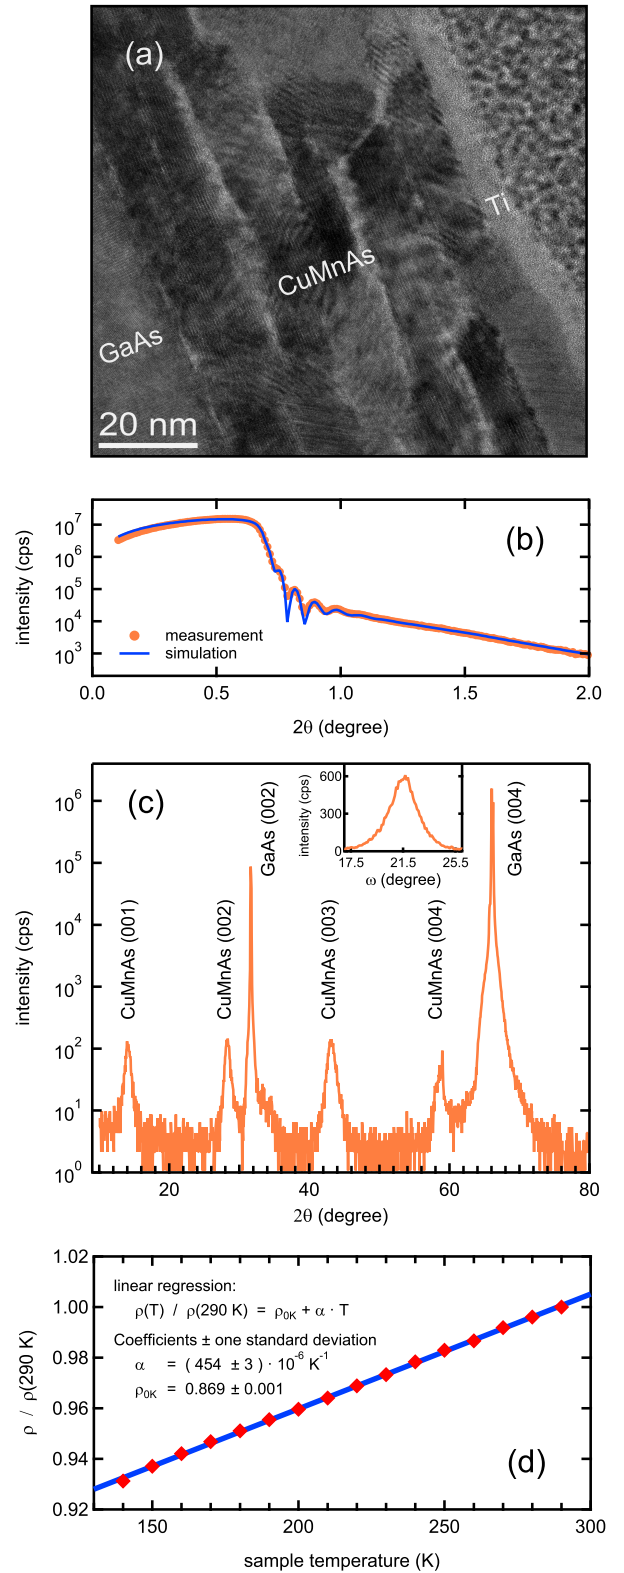 (a)
Ti
CuMnAs
GaAs
20 nm
10^7
10^6
10^5
10^4
10^3
intensity (cps)
(b)
measurement
simulation
0.0 0.5 1.0 1.5 2.0
2θ (degree)
(c)
10^6
10^5
10^4
10^3
10^2
10^1
10^0
intensity (cps)
CuMnAs (001)
CuMnAs (002)
GaAs (002)
CuMnAs (003)
CuMnAs (004)
GaAs (004)
600
300
0
intensity (cps)
17.5 21.5 25.5
ω (degree)
20 40 60 80
2θ (degree)
1.02
1.00
0.98
0.96
0.94
0.92
ρ / ρ(290 K)
linear regression:
ρ(T) / ρ(290 K) = ρ0K + α · T
Coefficients ± one standard deviation
α = ( 454 ± 3 ) · 10^-6 K^-1
ρ0K = 0.869 ± 0.001
(d)
150 200 250 300
sample temperature (K)